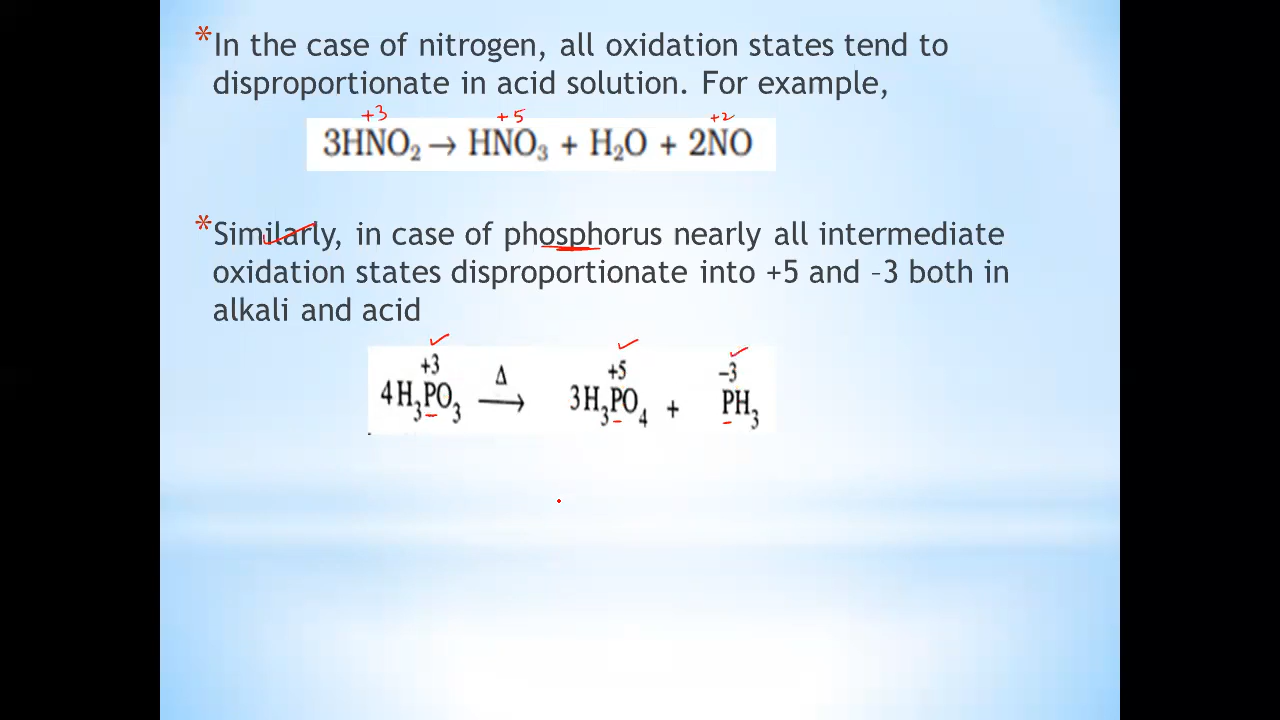 *In the case of nitrogen, all oxidation states tend to
disproportionate in acid solution. For example,
+3 +5 +2
3HNO₂ → HNO₃ + H₂O + 2NO
*Similarly, in case of phosphorus nearly all intermediate
oxidation states disproportionate into +5 and –3 both in
alkali and acid
+3 Δ +5 –3
4H₃PO₃ → 3H₃PO₄ + PH₃